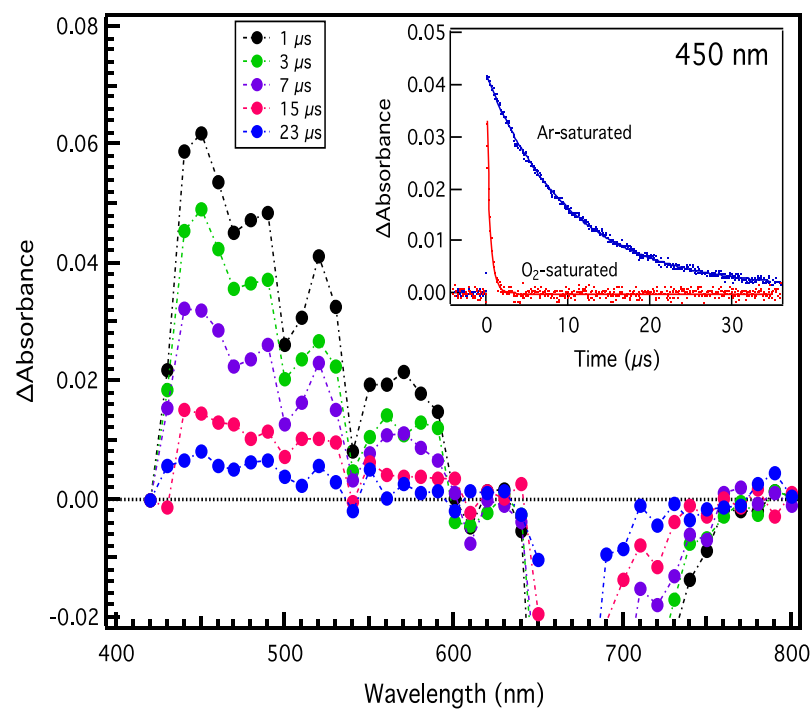 0.08
0.06
0.04
0.02
0.00
-0.02
ΔAbsorbance
1 μs
3 μs
7 μs
15 μs
23 μs
450 nm
0.05
0.04
0.03
0.02
0.01
0.00
ΔAbsorbance
Ar-saturated
O₂-saturated
0 10 20 30
Time (μs)
400 500 600 700 800
Wavelength (nm)